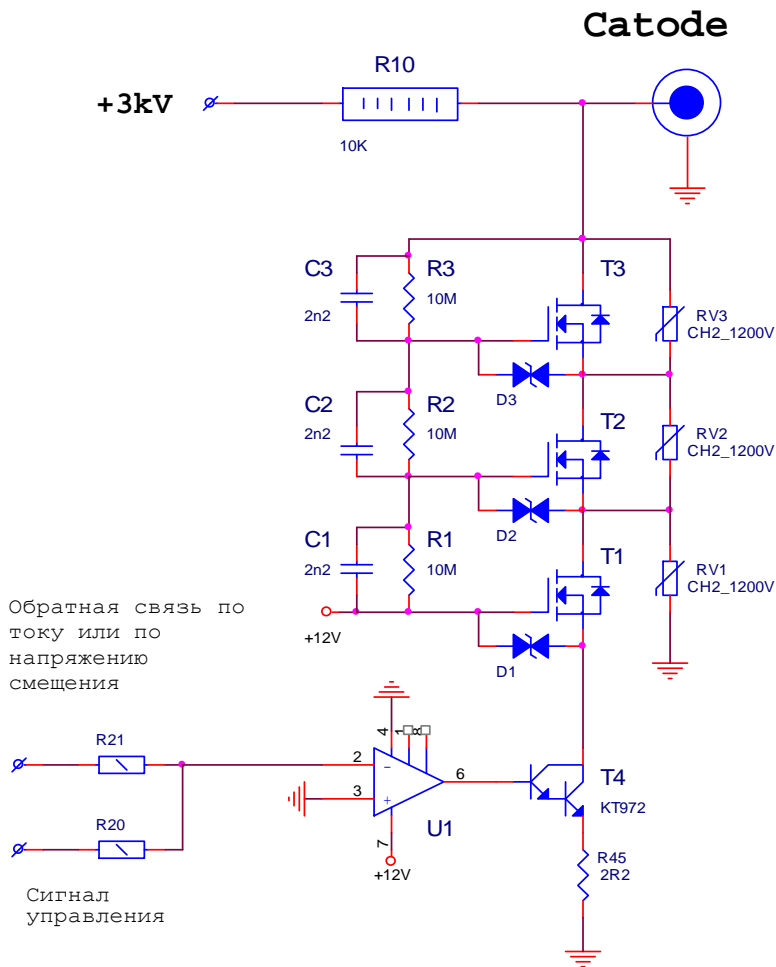 Catode
R10
+3kV
10K
C3
R3
T3
2n2
10M
RV3
CH2_1200V
D3
C2
R2
T2
2n2
10M
RV2
CH2_1200V
D2
C1
R1
T1
2n2
10M
RV1
CH2_1200V
+12V
D1
Обратная связь по
току или по
напряжению
смещения
4
1
8
R21
2
−
6
3
+
T4
KT972
R20
U1
7
+12V
R45
2R2
Сигнал
управления